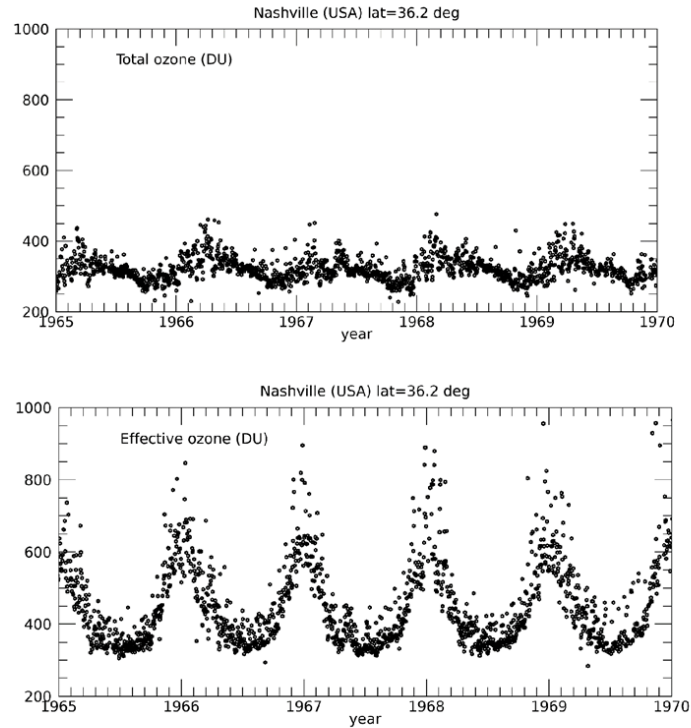 Nashville (USA) lat=36.2 deg
1000
Total ozone (DU)
800
600
400
200
1965 1966 1967 1968 1969 1970
year
Nashville (USA) lat=36.2 deg
1000
Effective ozone (DU)
800
600
400
200
1965 1966 1967 1968 1969 1970
year